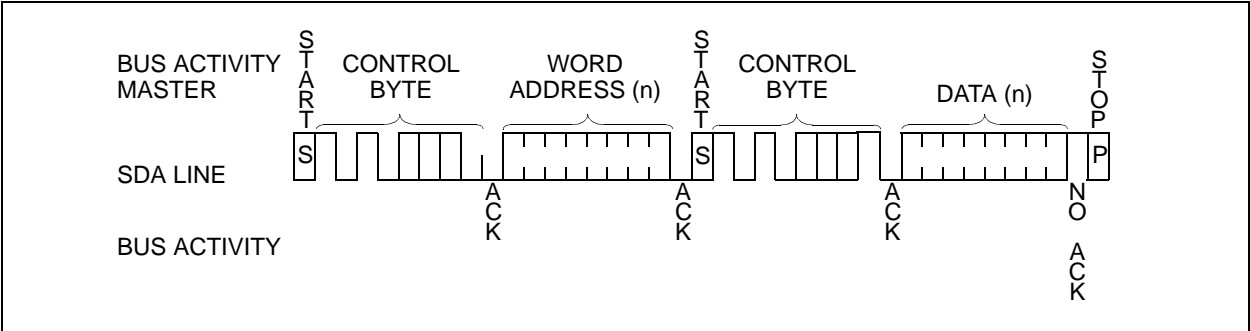 BUS ACTIVITY
MASTER
START
CONTROL
BYTE
WORD
ADDRESS (n)
START
CONTROL
BYTE
DATA (n)
STOP
SDA LINE
S
S
P
ACK
ACK
ACK
NO ACK
BUS ACTIVITY